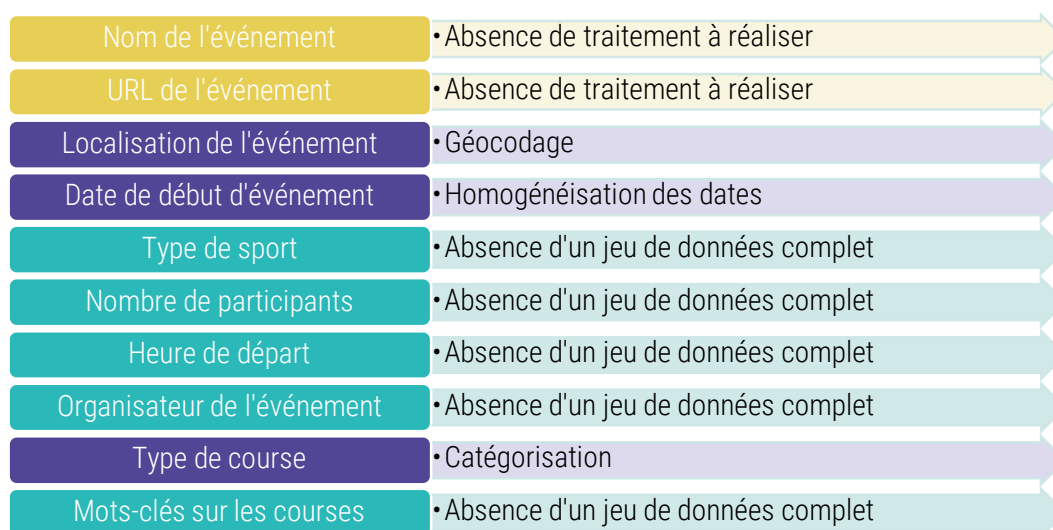 Nom de l'événement
•Absence de traitement à réaliser
URL de l'événement
•Absence de traitement à réaliser
Localisation de l'événement
•Géocodage
Date de début d'événement
•Homogénéisation des dates
Type de sport
•Absence d'un jeu de données complet
Nombre de participants
•Absence d'un jeu de données complet
Heure de départ
•Absence d'un jeu de données complet
Organisateur de l'événement
•Absence d'un jeu de données complet
Type de course
•Catégorisation
Mots-clés sur les courses
•Absence d'un jeu de données complet